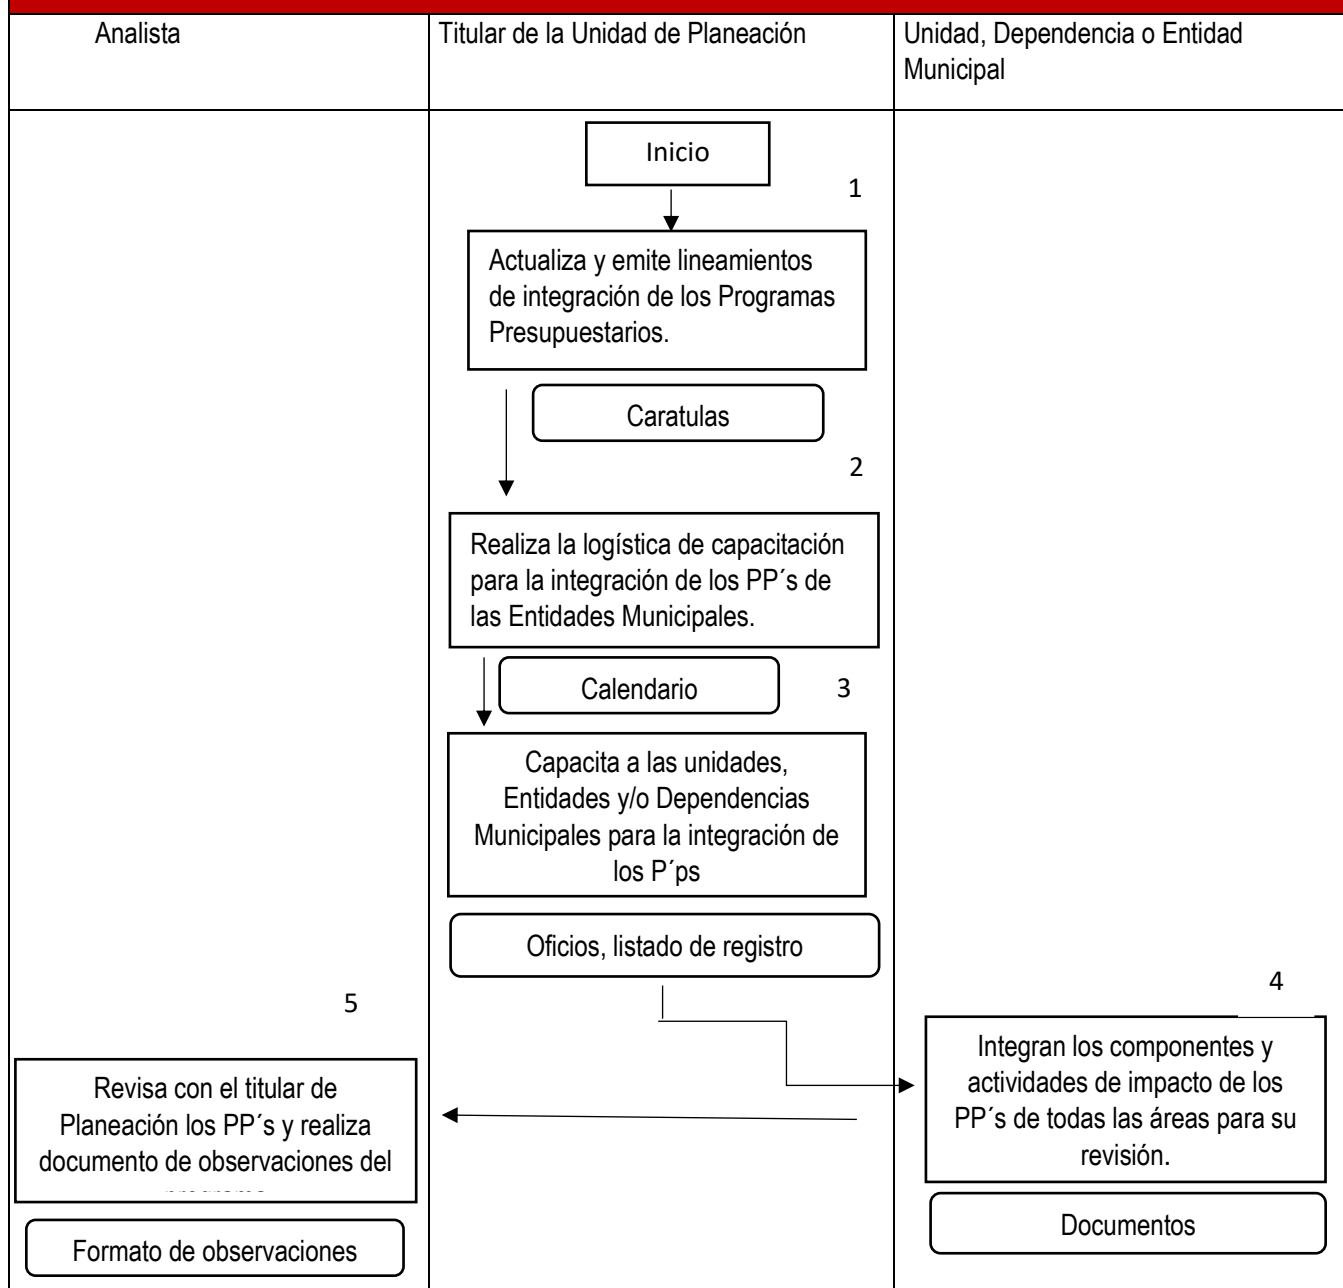 Analista
Titular de la Unidad de Planeación
Unidad, Dependencia o Entidad
Municipal
Inicio
1
Actualiza y emite lineamientos
de integración de los Programas
Presupuestarios.
Caratulas
2
Realiza la logística de capacitación
para la integración de los PP´s de
las Entidades Municipales.
Calendario
3
Capacita a las unidades,
Entidades y/o Dependencias
Municipales para la integración de
los P´ps
Oficios, listado de registro
4
Integran los componentes y
actividades de impacto de los
PP´s de todas las áreas para su
revisión.
Documentos
5
Revisa con el titular de
Planeación los PP´s y realiza
documento de observaciones del
Formato de observaciones